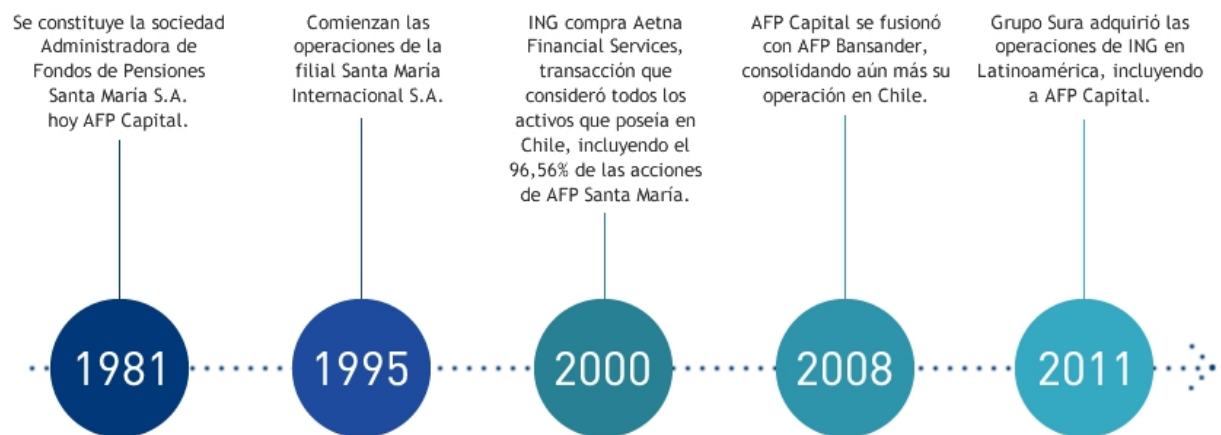 Se constituye la sociedad
Administradora de
Fondos de Pensiones
Santa María S.A.
hoy AFP Capital.
Comienzan las
operaciones de la
filial Santa María
Internacional S.A.
ING compra Aetna
Financial Services,
transacción que
consideró todos los
activos que poseía en
Chile, incluyendo el
96,56% de las acciones
de AFP Santa María.
AFP Capital se fusionó
con AFP Bansander,
consolidando aún más su
operación en Chile.
Grupo Sura adquirió las
operaciones de ING en
Latinoamérica, incluyendo
a AFP Capital.
1981
1995
2000
2008
2011